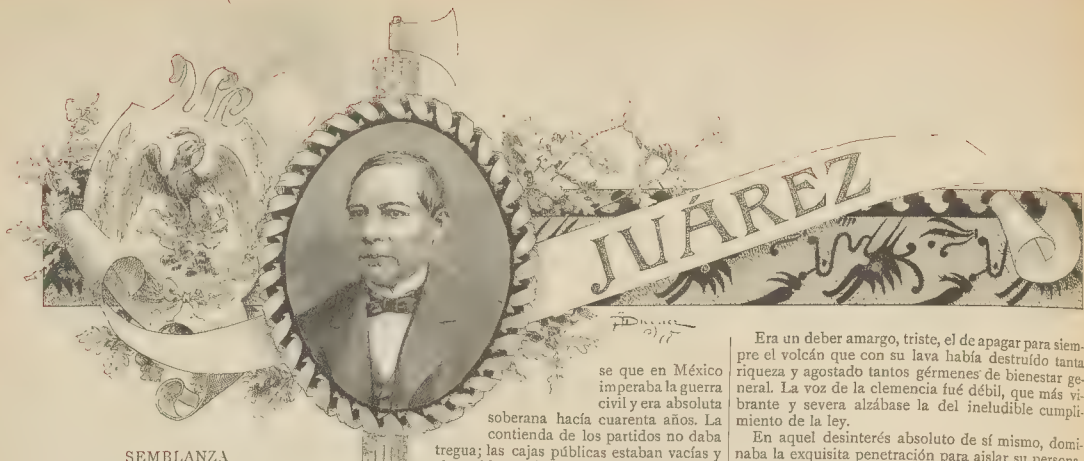 JUÁREZ
SEMBLANZA
se que en México
imperaba la guerra
civil y era absoluta
soberana hacía cuarenta años. La
contienda de los partidos no daba
tregua; las cajas públicas estaban vacías y
Era un deber amargo, triste, el de apagar para siem-
pre el volcán que con su lava había destruído tanta
riqueza y agostado tantos gérmenes de bienestar ge-
neral. La voz de la clemencia fué débil, que más vi-
brante y severa alzábase la del ineludible cumpli-
miento de la ley.
En aquel desinterés absoluto de sí mismo, domi-
naba la exquisita penetración para aislar su persona